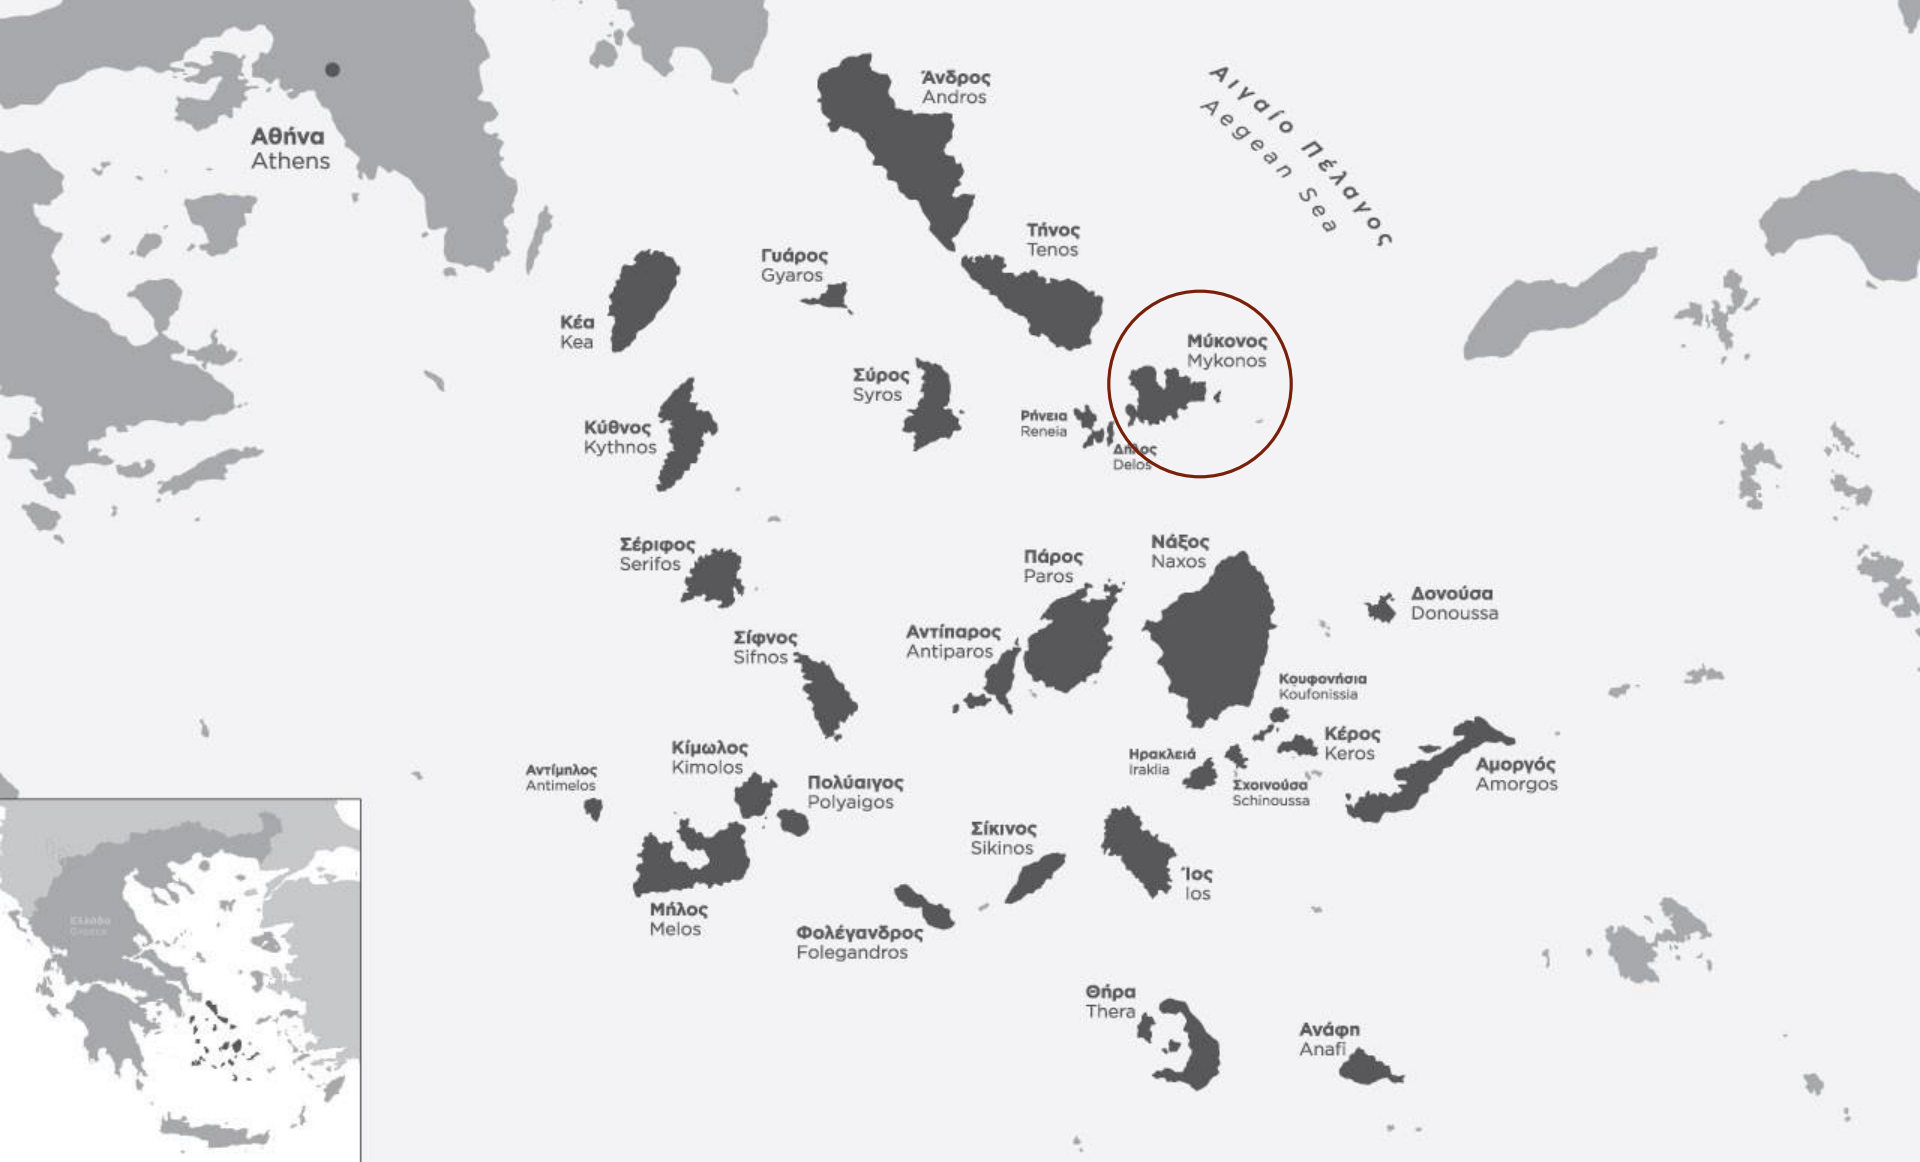 Άνδρος
Andros
Αιγαίο Πέλαγος
Aegean Sea
Αθήνα
Athens
Τήνος
Tenos
Γυάρος
Gyaros
Κέα
Kea
Μύκονος
Mykonos
Σύρος
Syros
Ρήνεια
Reneia
Δήλος
Delos
Κύθνος
Kythnos
Σέριφος
Serifos
Πάρος
Paros
Νάξος
Naxos
Δονούσα
Donoussa
Σίφνος
Sifnos
Αντίπαρος
Antiparos
Κουφονήσια
Koufonissia
Κέρος
Keros
Ηρακλειά
Iraklia
Σχοινούσα
Schinoussa
Αμοργός
Amorgos
Κίμωλος
Kimolos
Αντίμηλος
Antimelos
Πολύαιγος
Polyaigos
Σίκινος
Sikinos
Ίος
Ios
Μήλος
Melos
Φολέγανδρος
Folegandros
Ελλάδα
Greece
Θήρα
Thera
Ανάφη
Anafi